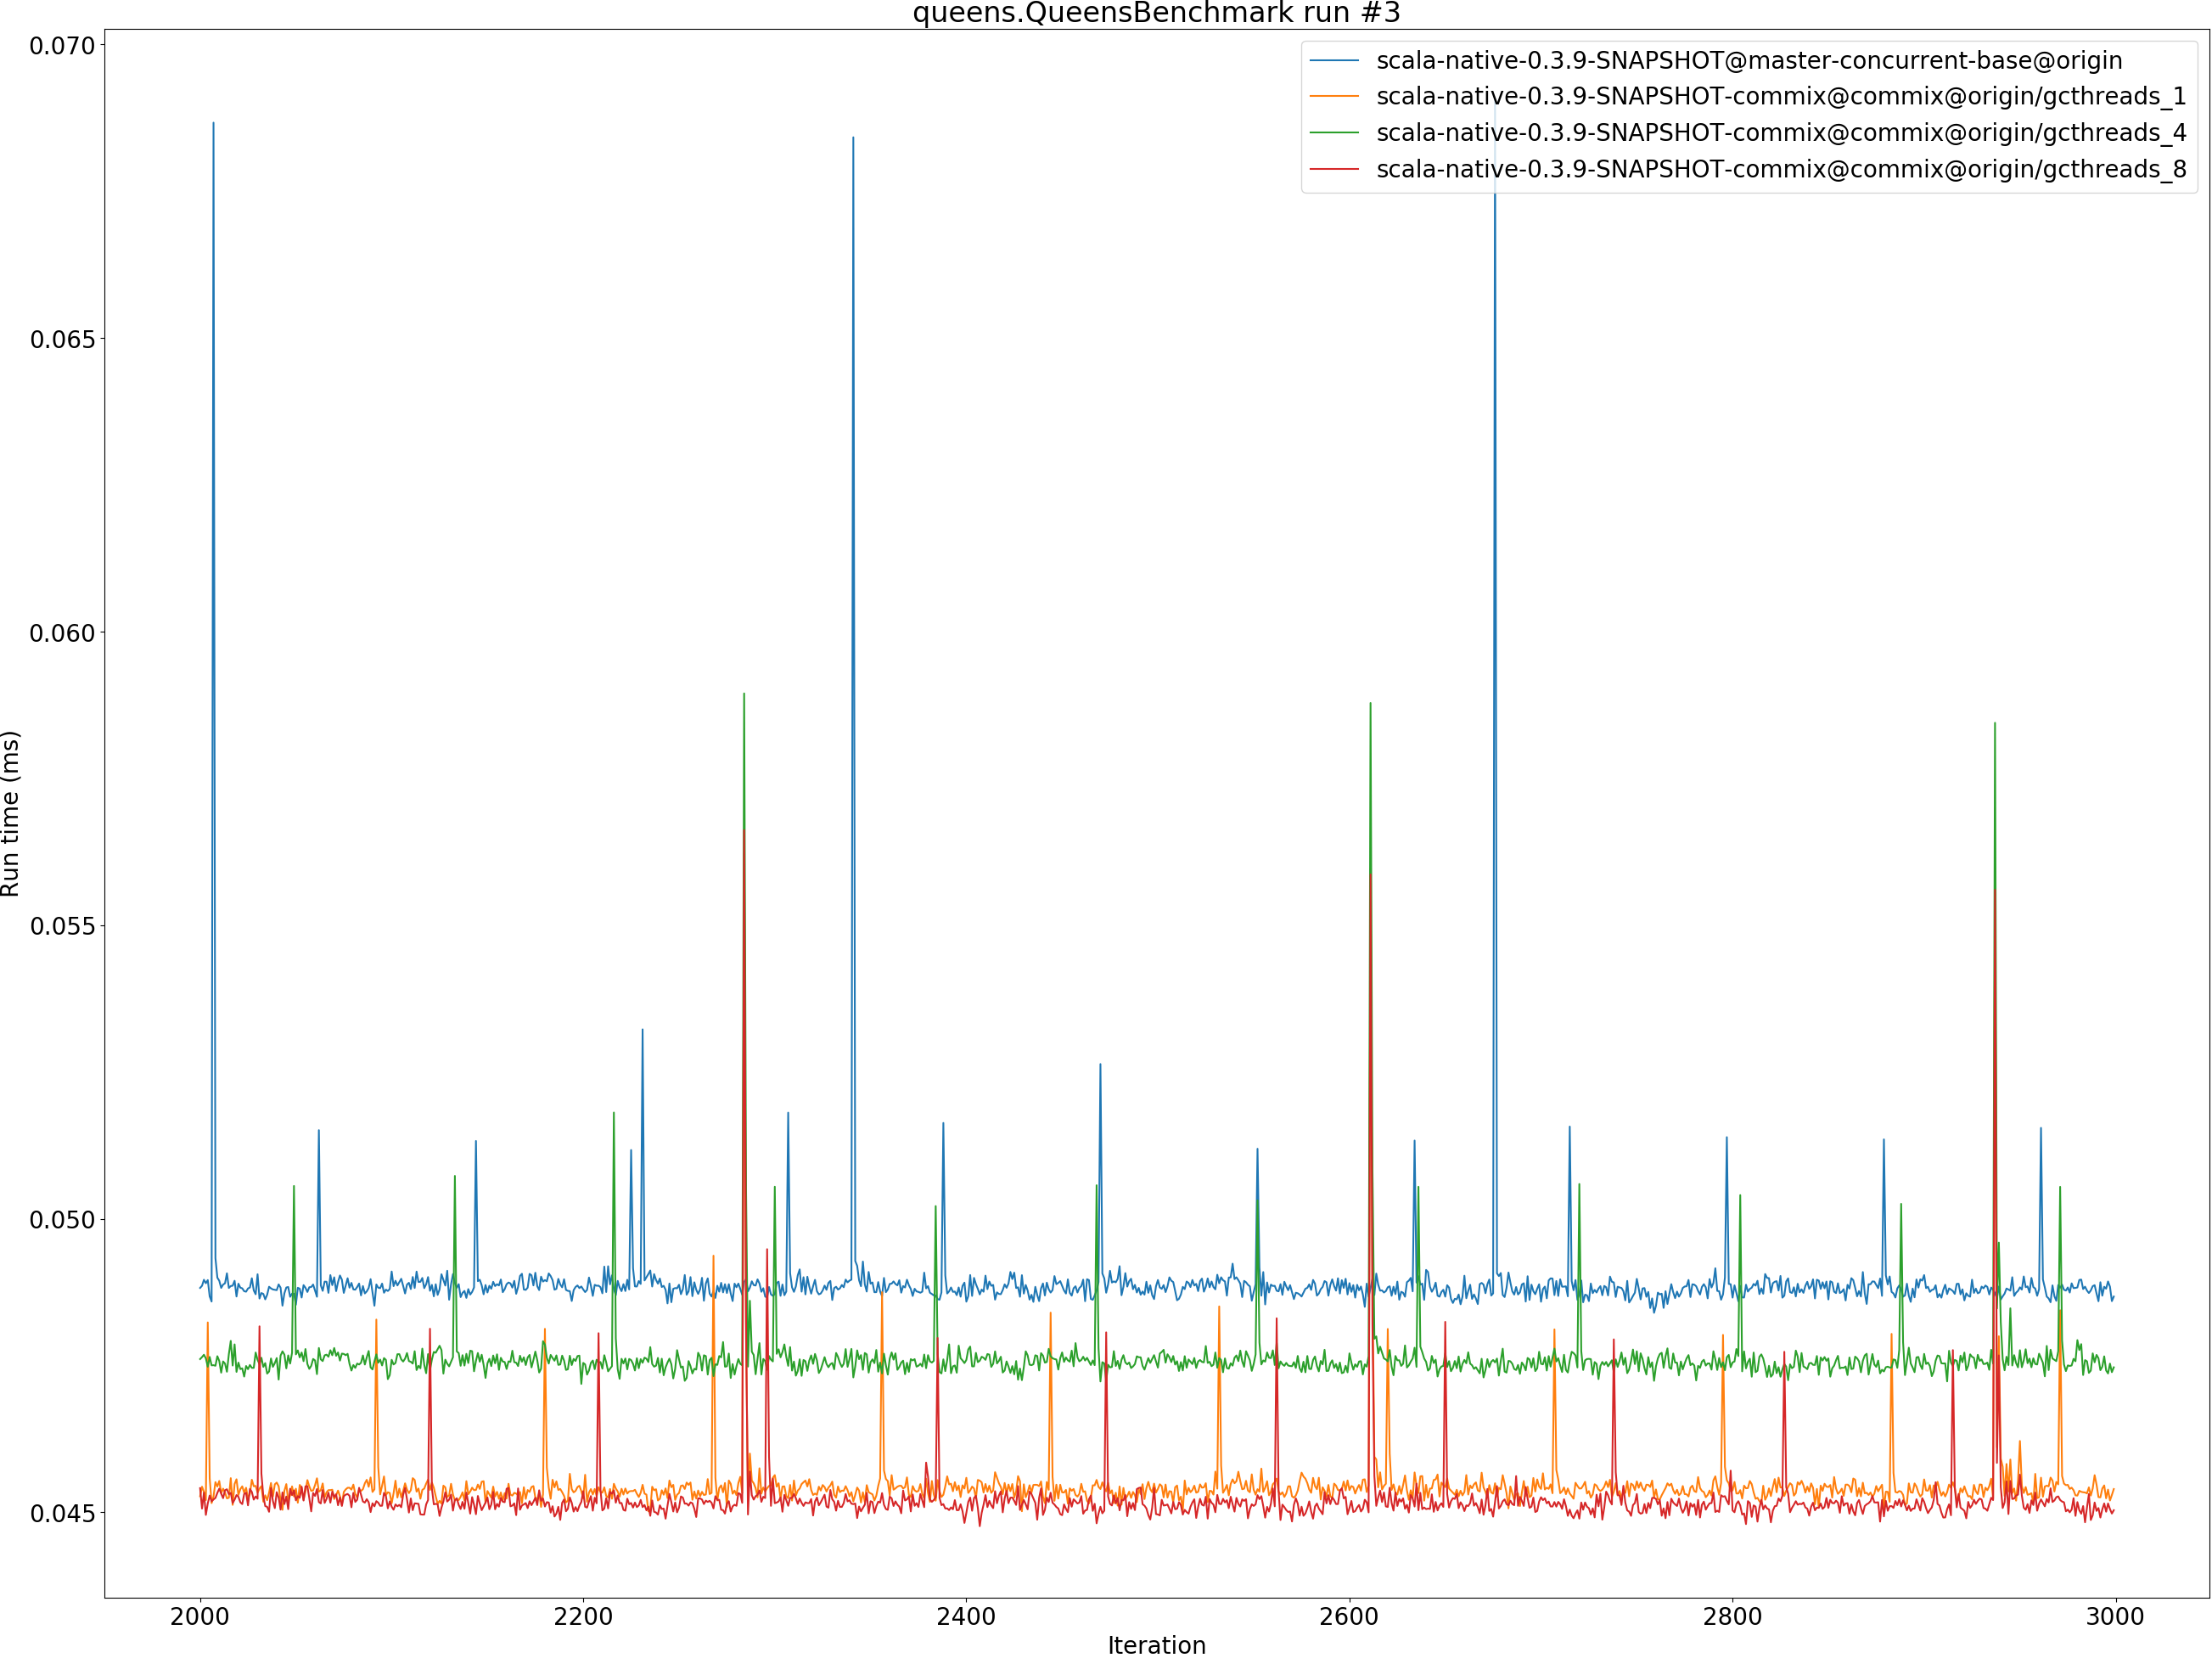 queens.QueensBenchmark run #3
scala-native-0.3.9-SNAPSHOT@master-concurrent-base@origin
scala-native-0.3.9-SNAPSHOT-commix@commix@origin/gcthreads_1
scala-native-0.3.9-SNAPSHOT-commix@commix@origin/gcthreads_4
scala-native-0.3.9-SNAPSHOT-commix@commix@origin/gcthreads_8
Run time (ms)
0.070
0.065
0.060
0.055
0.050
0.045
2000
2200
2400
2600
2800
3000
Iteration